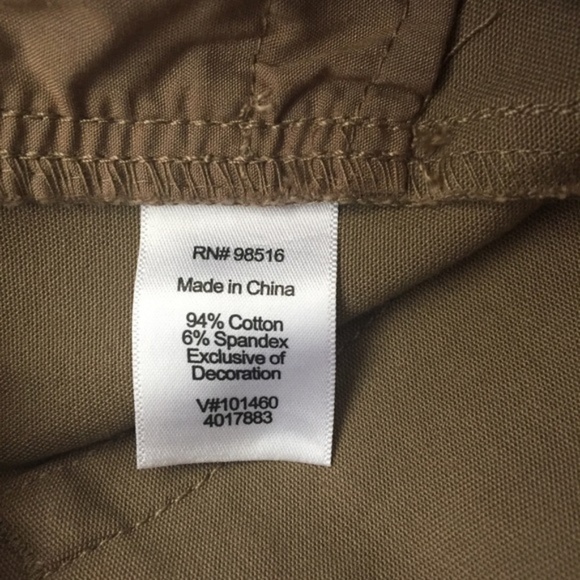 RN# 98516
Made in China
94% Cotton
6% Spandex
Exclusive of
Decoration
V#101460
4017883